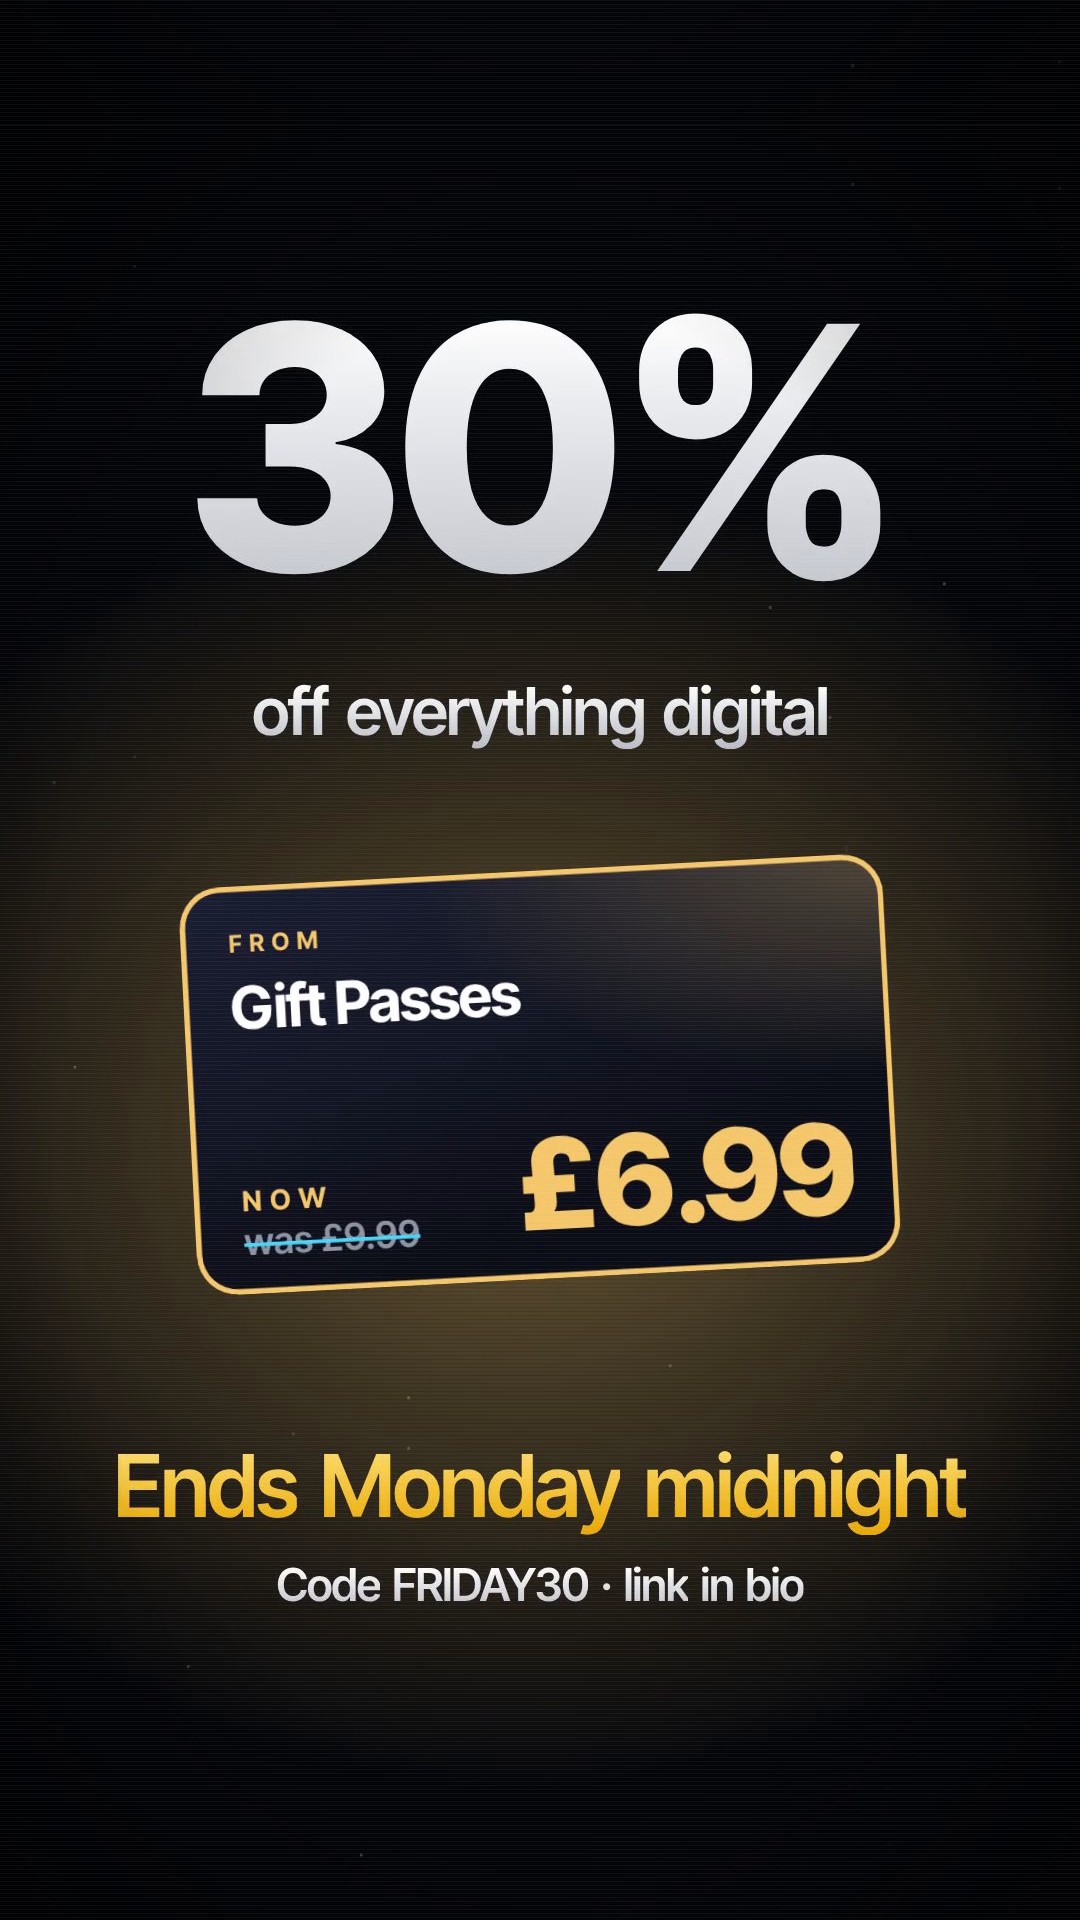 30%
off everything digital
FROM
Gift Passes
NOW
was £9.99
£6.99
Ends Monday midnight
Code FRIDAY30 · link in bio